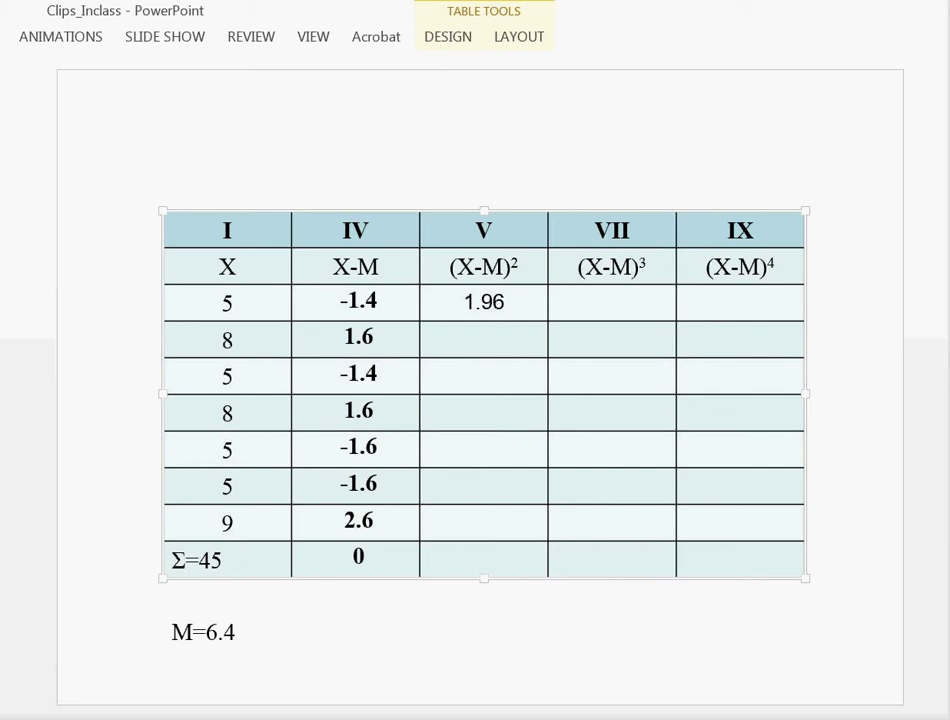 Clips_Inclass - PowerPoint
TABLE TOOLS
ANIMATIONS SLIDE SHOW REVIEW VIEW Acrobat DESIGN LAYOUT
I IV V VII IX
X X-M (X-M)² (X-M)³ (X-M)⁴
5 -1.4 1.96
8 1.6
5 -1.4
8 1.6
5 -1.6
5 -1.6
9 2.6
Σ=45 0
M=6.4